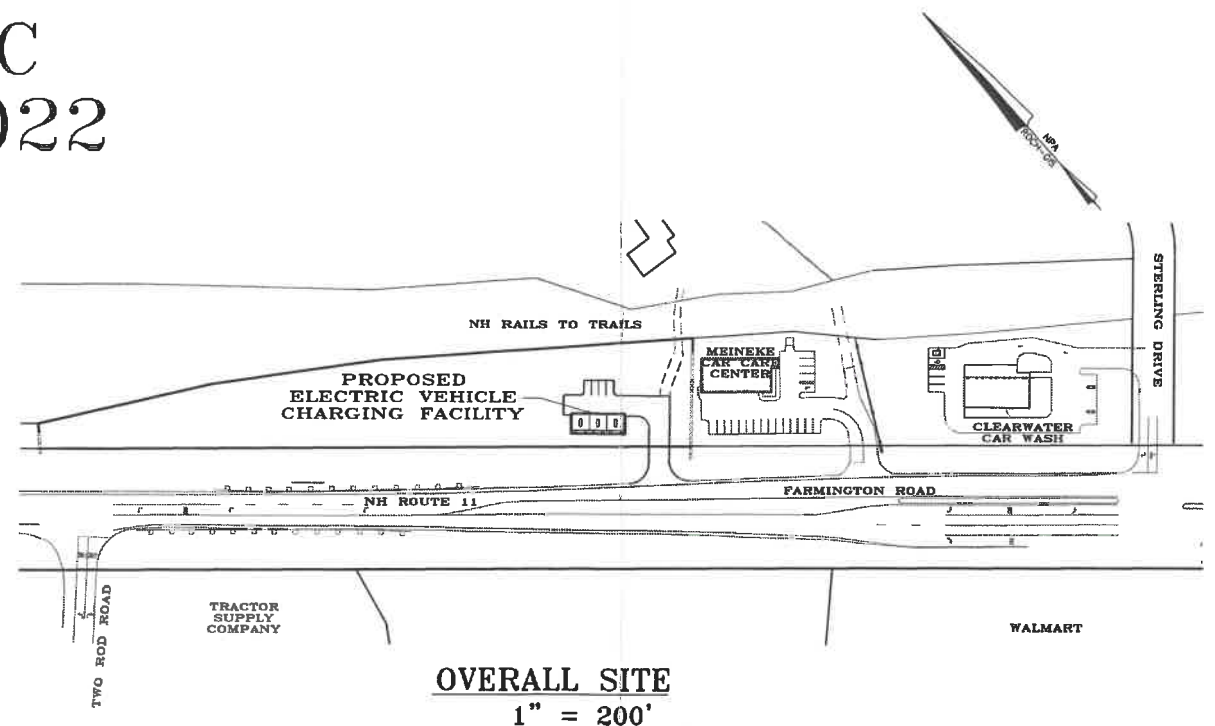 C
022
NPA
NH RAILS TO TRAILS
STERLING DRIVE
MEINEKE
CAR CARE
CENTER
PROPOSED
ELECTRIC VEHICLE
CHARGING FACILITY
CLEARWATER
CAR WASH
NH ROUTE 11
FARMINGTON ROAD
TWO ROD ROAD
TRACTOR
SUPPLY
COMPANY
WALMART
OVERALL SITE
1" = 200'